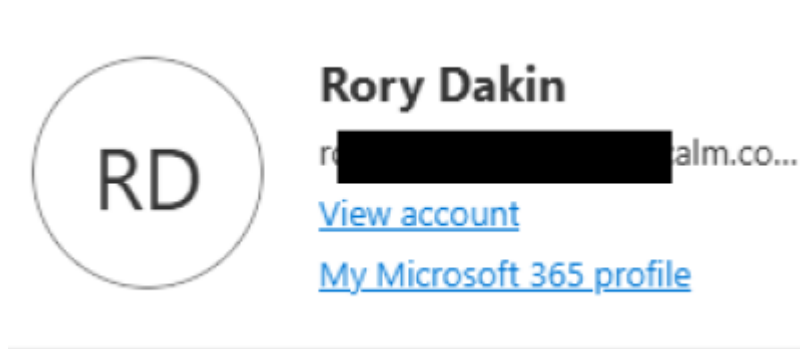 RD
Rory Dakin
alm.co...
View account
My Microsoft 365 profile